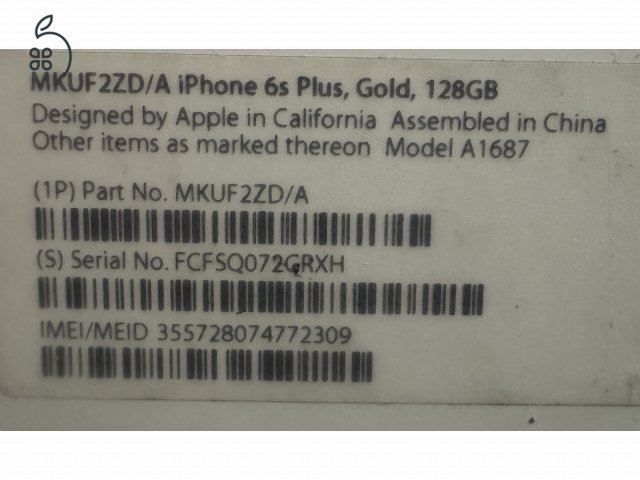 MKUF2ZD/A iPhone 6s Plus, Gold, 128GB
Designed by Apple in California Assembled in China
Other items as marked thereon Model A1687
(1P) Part No. MKUF2ZD/A
(S) Serial No. FCFSQ072GRXH
IMEI/MEID 355728074772309